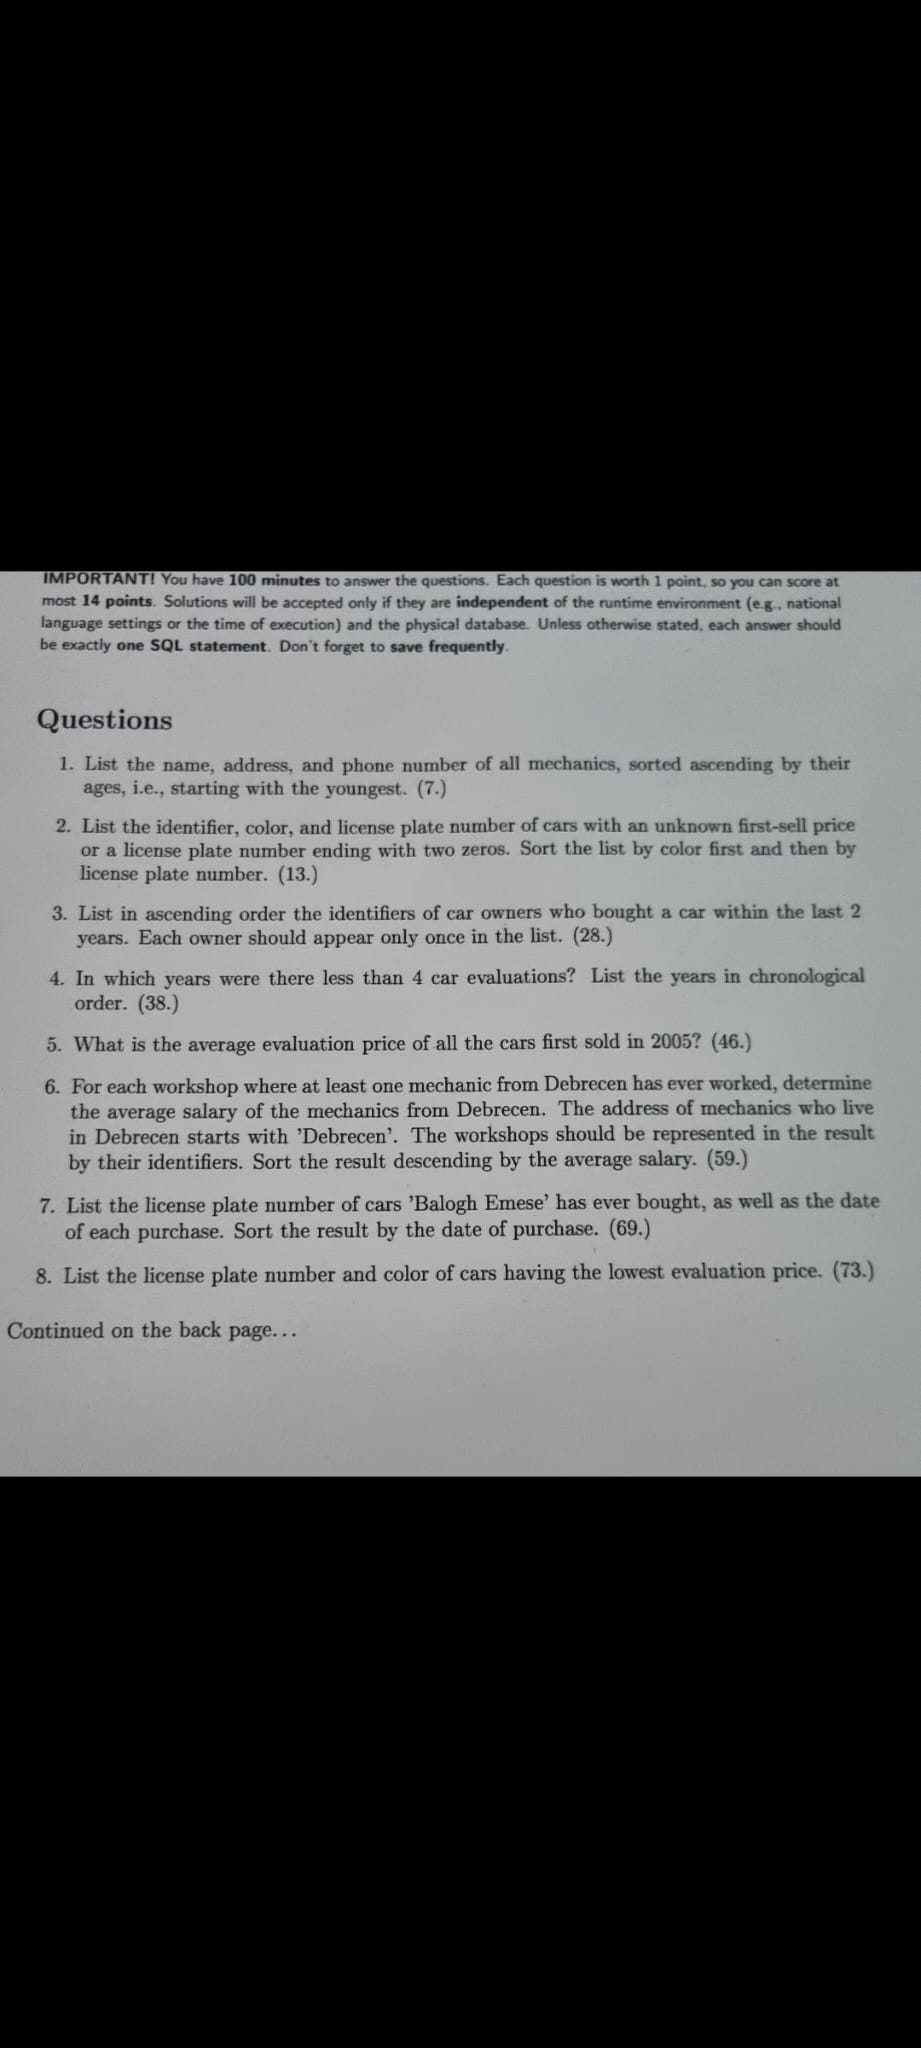 IMPORTANT! You have 100 minutes to answer the questions. Each question is worth 1 point, so you can score at
most 14 points. Solutions will be accepted only if they are independent of the runtime environment (e.g., national
language settings or the time of execution) and the physical database. Unless otherwise stated, each answer should
be exactly one SQL statement. Don't forget to save frequently.
Questions
1. List the name, address, and phone number of all mechanics, sorted ascending by their
ages, i.e., starting with the youngest. (7.)
2. List the identifier, color, and license plate number of cars with an unknown first-sell price
or a license plate number ending with two zeros. Sort the list by color first and then by
license plate number. (13.)
3. List in ascending order the identifiers of car owners who bought a car within the last 2
years. Each owner should appear only once in the list. (28.)
4. In which years were there less than 4 car evaluations? List the years in chronological
order. (38.)
5. What is the average evaluation price of all the cars first sold in 2005? (46.)
6. For each workshop where at least one mechanic from Debrecen has ever worked, determine
the average salary of the mechanics from Debrecen. The address of mechanics who live
in Debrecen starts with 'Debrecen'. The workshops should be represented in the result
by their identifiers. Sort the result descending by the average salary. (59.)
7. List the license plate number of cars 'Balogh Emese' has ever bought, as well as the date
of each purchase. Sort the result by the date of purchase. (69.)
8. List the license plate number and color of cars having the lowest evaluation price. (73.)
Continued on the back page...